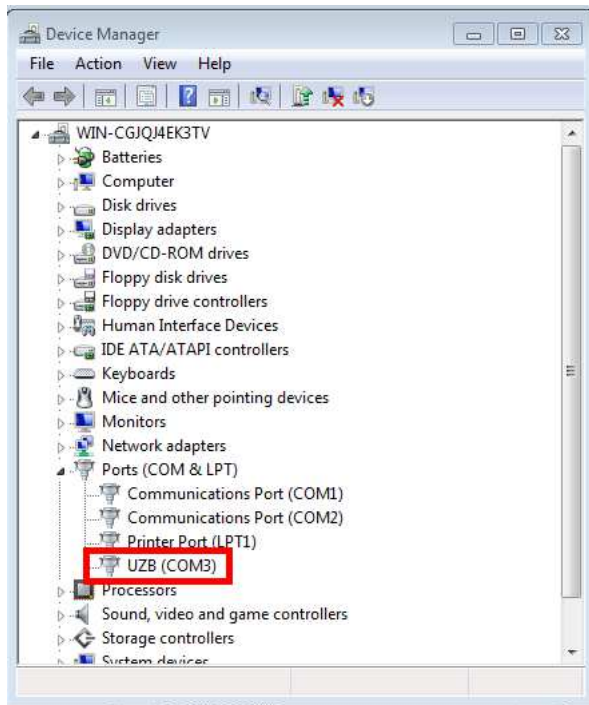 Device Manager
File Action View Help
WIN-CGJQJ4EK3TV
Batteries
Computer
Disk drives
Display adapters
DVD/CD-ROM drives
Floppy disk drives
Floppy drive controllers
Human Interface Devices
IDE ATA/ATAPI controllers
Keyboards
Mice and other pointing devices
Monitors
Network adapters
Ports (COM & LPT)
Communications Port (COM1)
Communications Port (COM2)
Printer Port (LPT1)
UZB (COM3)
Processors
Sound, video and game controllers
Storage controllers
System devices